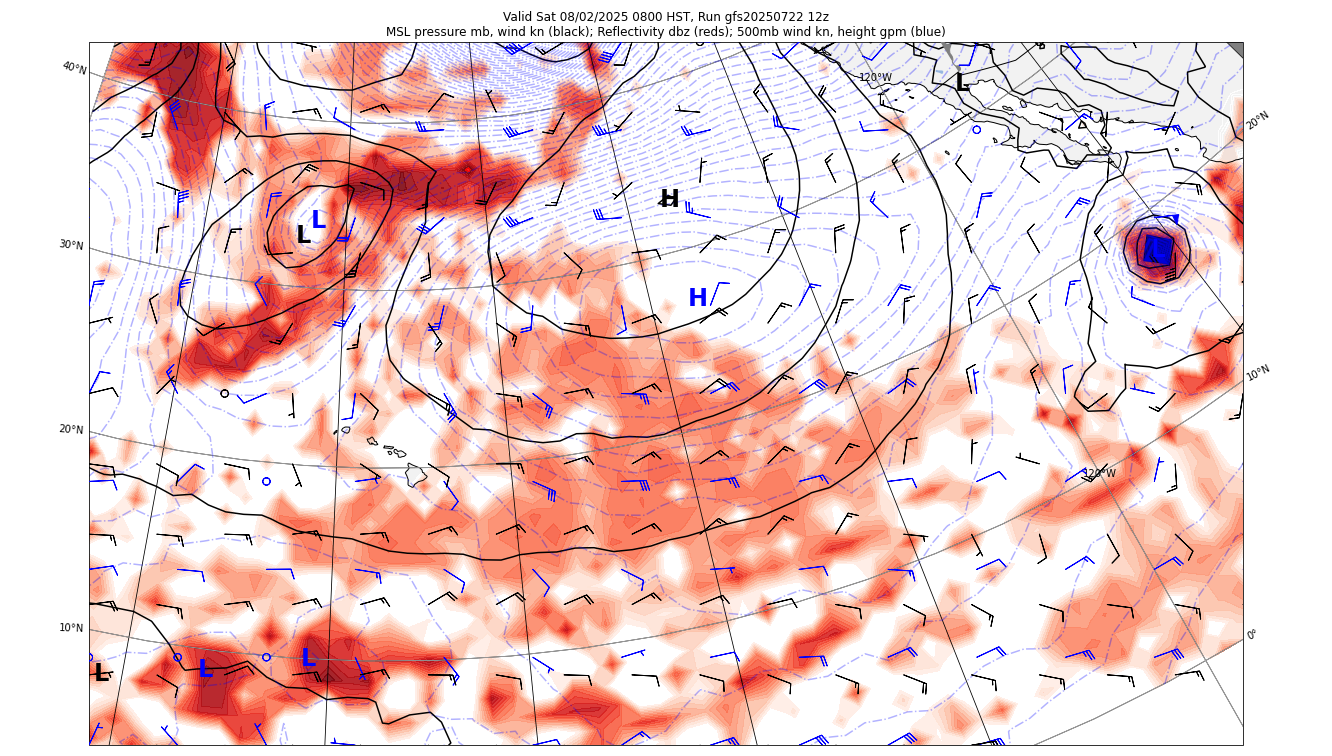 Valid Sat 08/02/2025 0800 HST, Run gfs20250722 12z
MSL pressure mb, wind kn (black); Reflectivity dbz (reds); 500mb wind kn, height gpm (blue)
40°N
120°W
L
20°N
H
L
L
30°N
H
10°N
20°N
120°W
10°N
0°
L
L
L